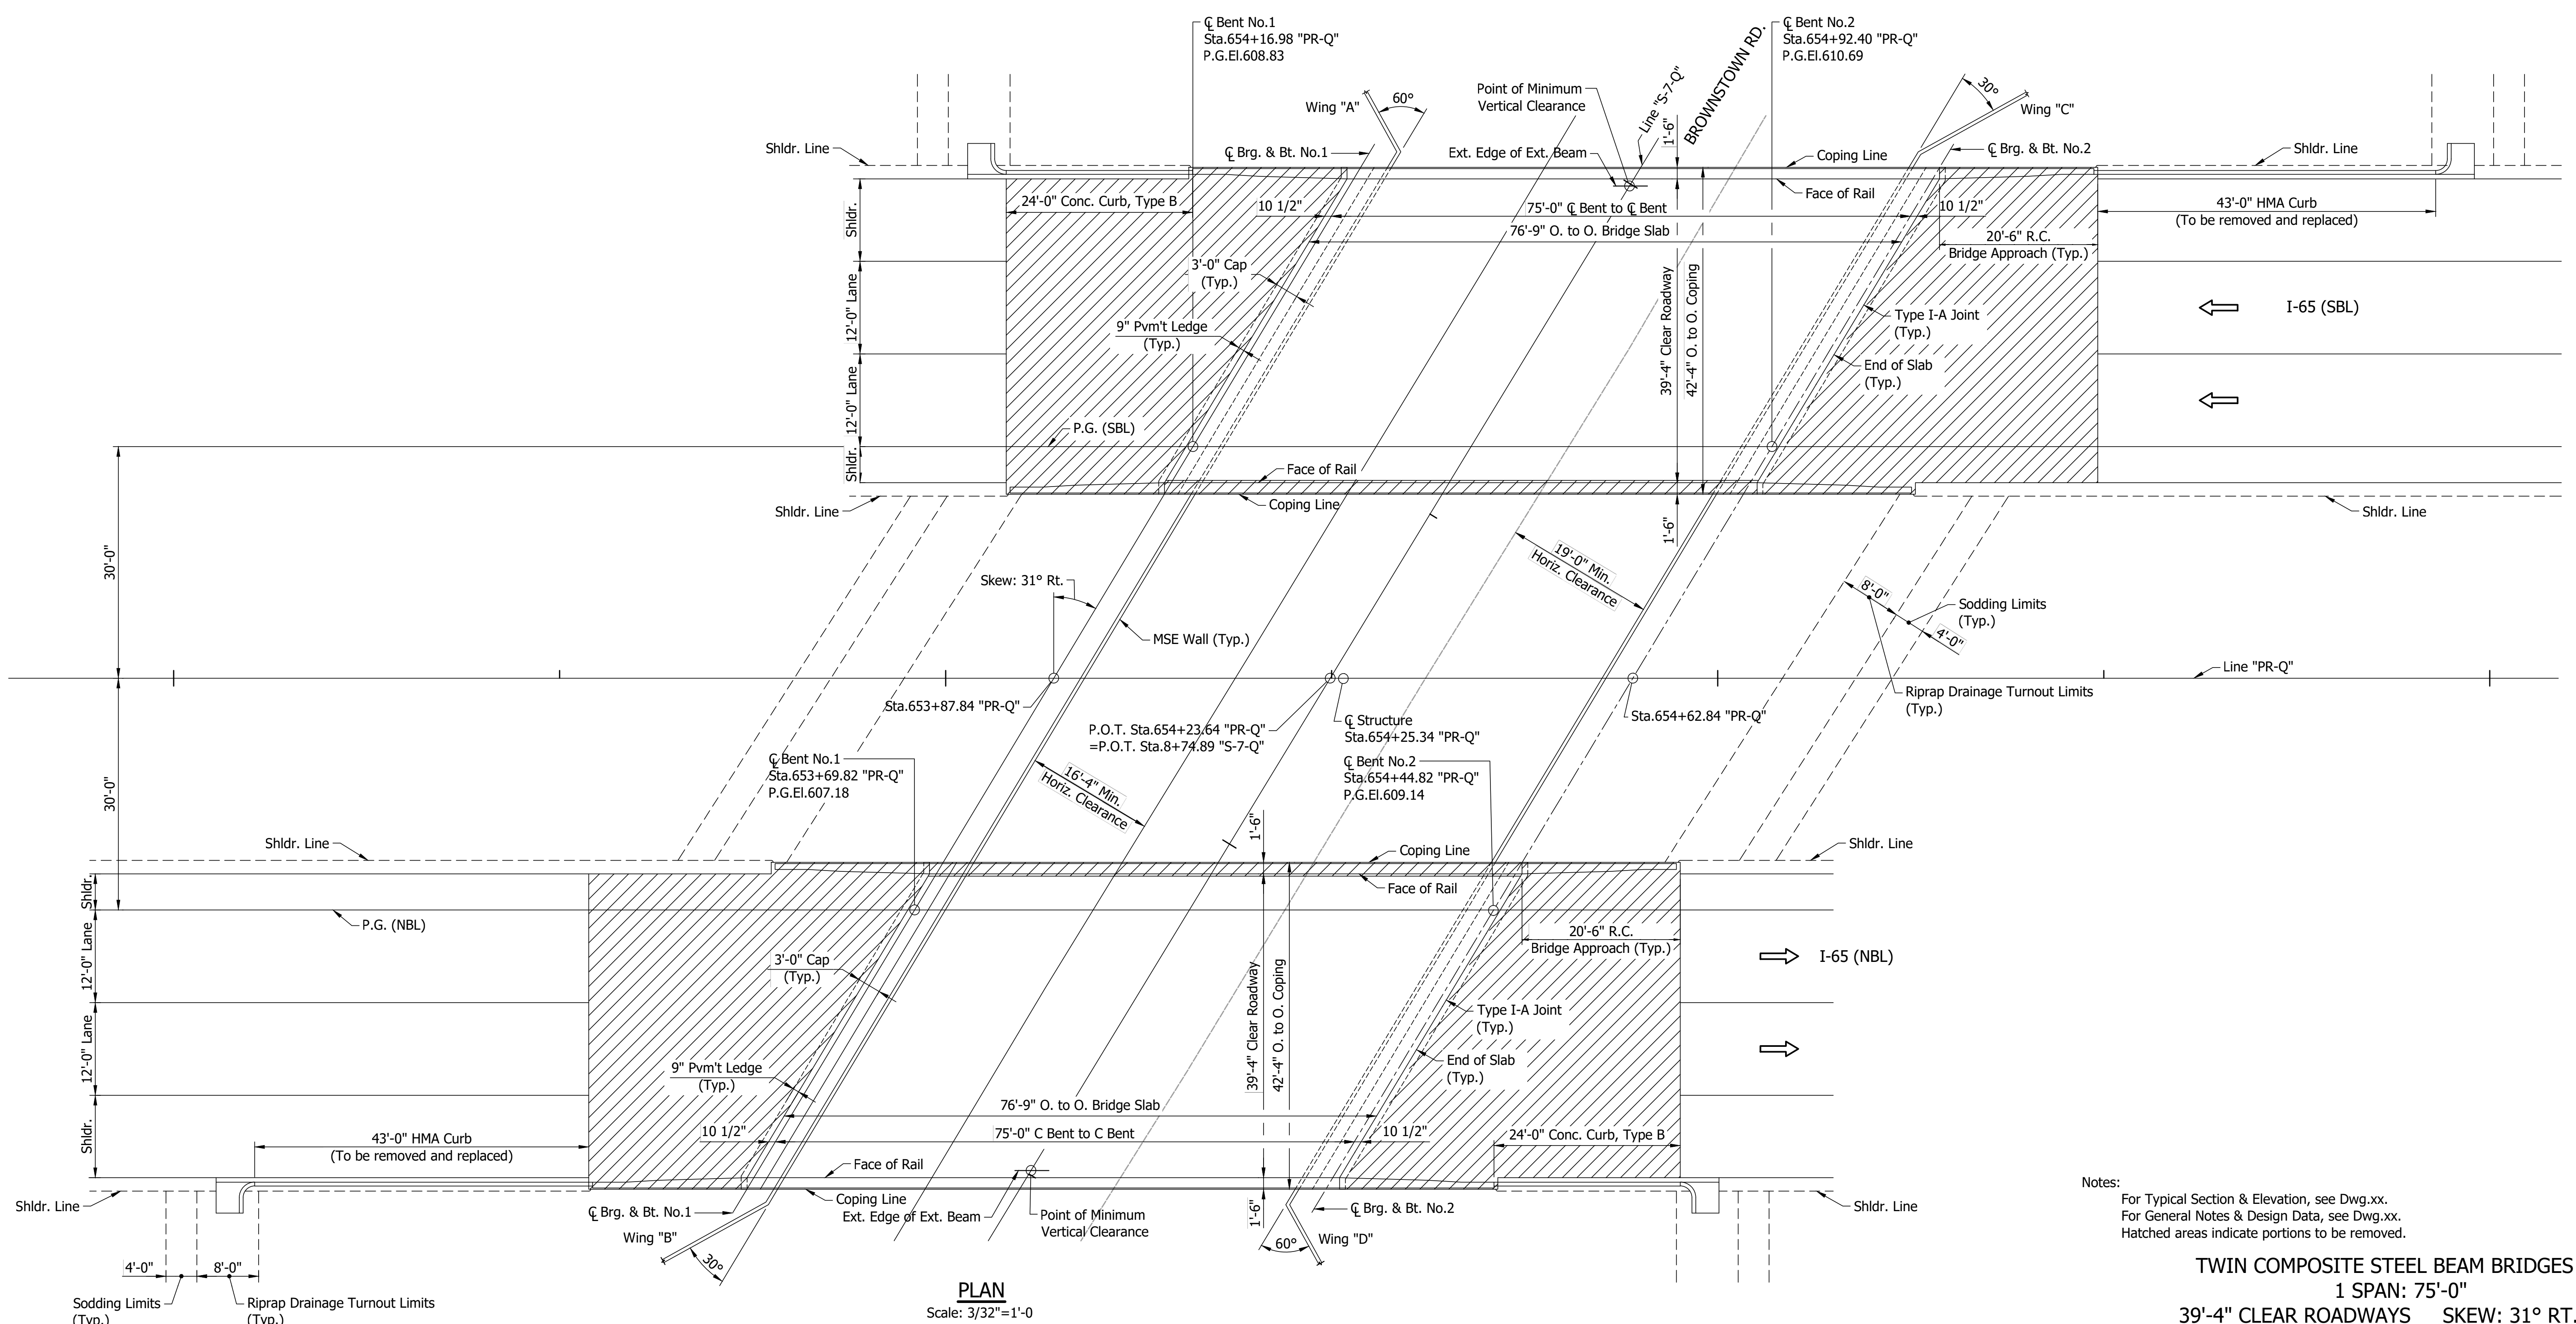 ℄ Bent No.1
Sta.654+16.98 "PR-Q"
P.G.El.608.83
℄ Bent No.2
Sta.654+92.40 "PR-Q"
P.G.El.610.69
BROWNSTOWN RD.
Line "S-7-Q"
Point of Minimum
Vertical Clearance
Wing "A"
60°
30°
Wing "C"
1'-6"
Shldr. Line
℄ Brg. & Bt. No.1
Ext. Edge of Ext. Beam
Coping Line
℄ Brg. & Bt. No.2
Shldr. Line
Face of Rail
24'-0" Conc. Curb, Type B
10 1/2"
75'-0" ℄ Bent to ℄ Bent
10 1/2"
43'-0" HMA Curb
(To be removed and replaced)
76'-9" O. to O. Bridge Slab
20'-6" R.C.
Bridge Approach (Typ.)
Shldr.
12'-0" Lane
12'-0" Lane
Shldr.
3'-0" Cap
(Typ.)
9" Pvm't Ledge
(Typ.)
39'-4" Clear Roadway
42'-4" O. to O. Coping
Type I-A Joint
(Typ.)
End of Slab
(Typ.)
I-65 (SBL)
P.G. (SBL)
Face of Rail
Coping Line
1'-6"
Shldr. Line
Shldr. Line
30'-0"
Skew: 31° Rt.
19'-0" Min.
Horiz. Clearance
8'-0"
4'-0"
Sodding Limits
(Typ.)
MSE Wall (Typ.)
Line "PR-Q"
Riprap Drainage Turnout Limits
(Typ.)
Sta.653+87.84 "PR-Q"
P.O.T. Sta.654+23.64 "PR-Q"
=P.O.T. Sta.8+74.89 "S-7-Q"
℄ Structure
Sta.654+25.34 "PR-Q"
Sta.654+62.84 "PR-Q"
30'-0"
℄ Bent No.1
Sta.653+69.82 "PR-Q"
P.G.El.607.18
16'-4" Min.
Horiz. Clearance
℄ Bent No.2
Sta.654+44.82 "PR-Q"
P.G.El.609.14
1'-6"
Shldr. Line
Coping Line
Shldr. Line
Face of Rail
Shldr.
12'-0" Lane
12'-0" Lane
Shldr.
P.G. (NBL)
20'-6" R.C.
Bridge Approach (Typ.)
I-65 (NBL)
3'-0" Cap
(Typ.)
39'-4" Clear Roadway
42'-4" O. to O. Coping
Type I-A Joint
(Typ.)
End of Slab
(Typ.)
9" Pvm't Ledge
(Typ.)
76'-9" O. to O. Bridge Slab
10 1/2"
75'-0" C Bent to C Bent
10 1/2"
24'-0" Conc. Curb, Type B
43'-0" HMA Curb
(To be removed and replaced)
Face of Rail
Coping Line
Shldr. Line
℄ Brg. & Bt. No.1
Ext. Edge of Ext. Beam
Point of Minimum
Vertical Clearance
1'-6"
℄ Brg. & Bt. No.2
Shldr. Line
Wing "B"
30°
60°
Wing "D"
4'-0"
8'-0"
Sodding Limits
(Typ.)
Riprap Drainage Turnout Limits
(Typ.)
PLAN
Scale: 3/32"=1'-0
Notes:
For Typical Section & Elevation, see Dwg.xx.
For General Notes & Design Data, see Dwg.xx.
Hatched areas indicate portions to be removed.
TWIN COMPOSITE STEEL BEAM BRIDGES
1 SPAN: 75'-0"
39'-4" CLEAR ROADWAYS SKEW: 31° RT.